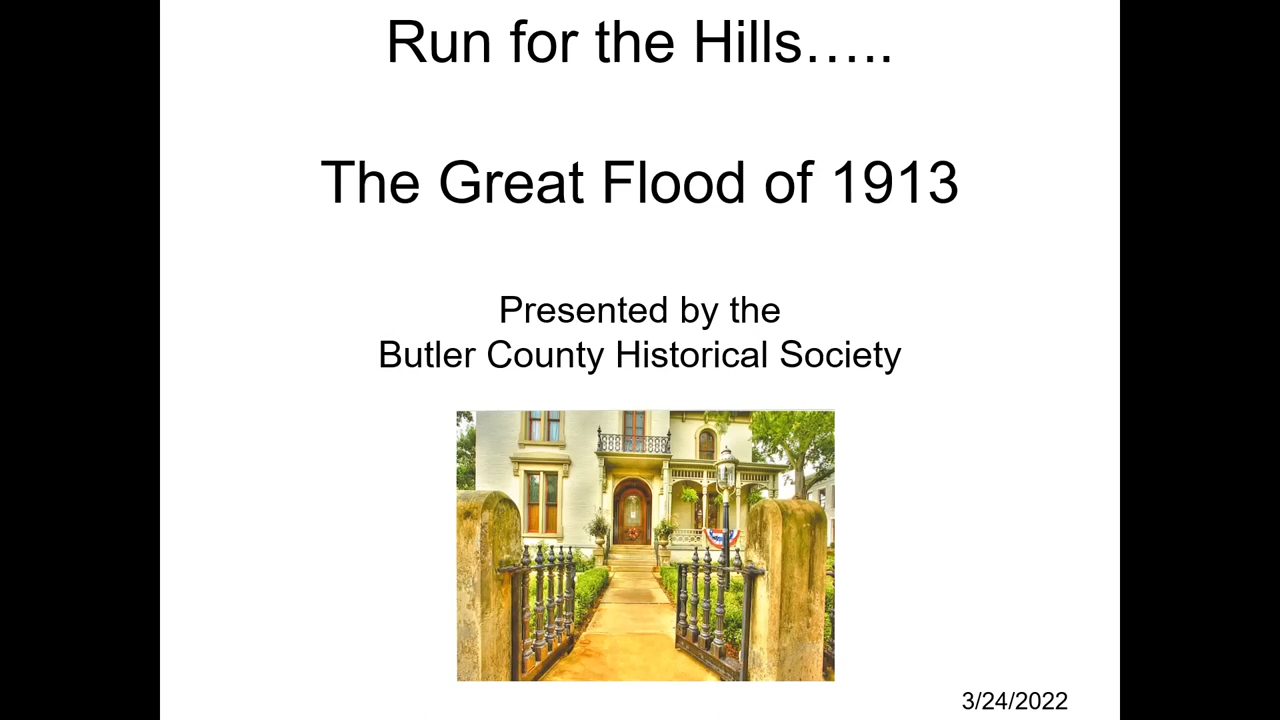 Run for the Hills…..
The Great Flood of 1913
Presented by the
Butler County Historical Society
3/24/2022